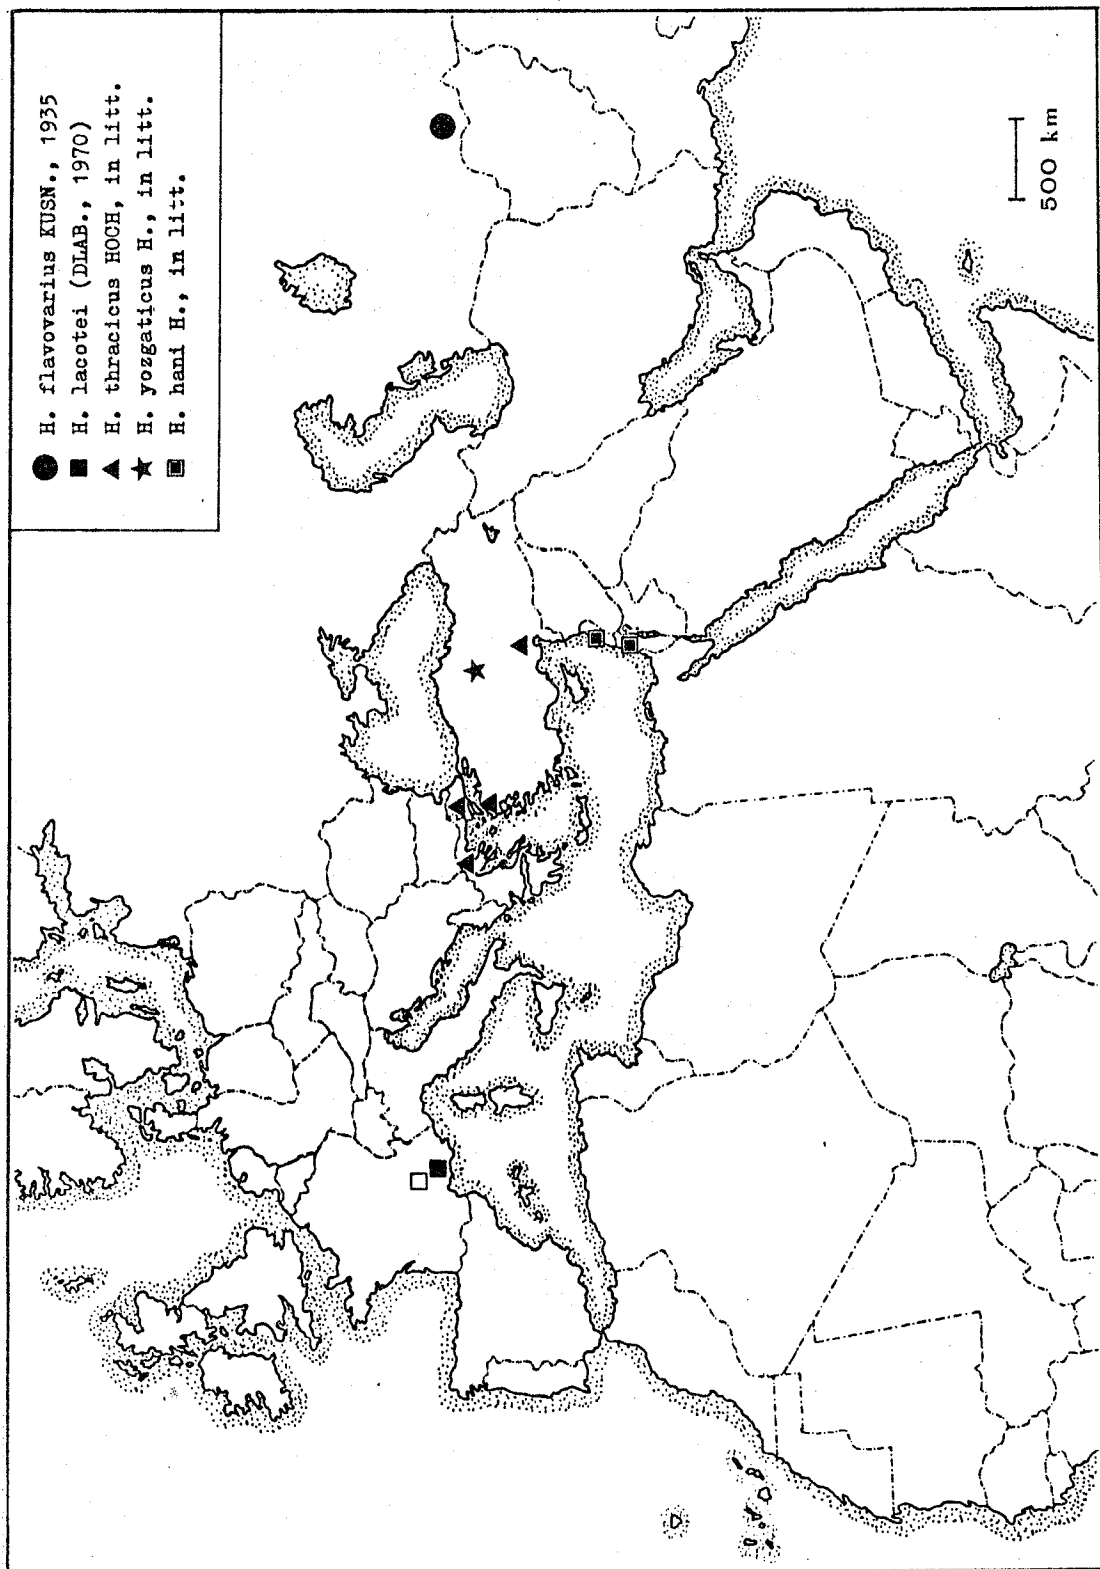 H. flavovarius KUSN., 1935
H. lacotei (DLAB., 1970)
H. thracicus HOCH, in litt.
H. yozgaticus H., in litt.
H. hani H., in litt.
500 km